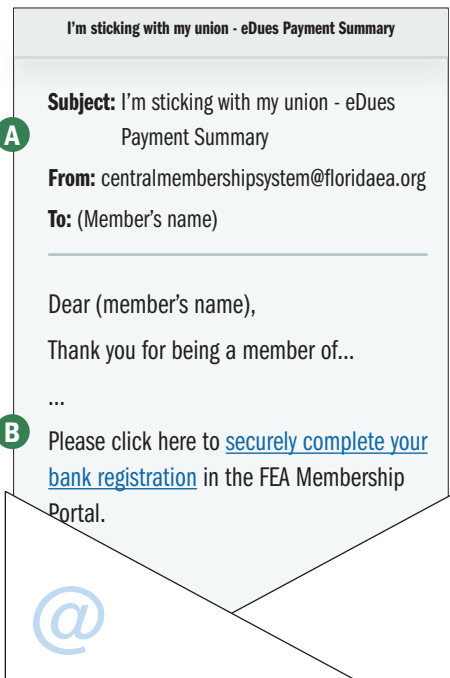 I’m sticking with my union - eDues Payment Summary
Subject: I’m sticking with my union - eDues
A
Payment Summary
From: centralmembershipsystem@floridaea.org
To: (Member’s name)
Dear (member’s name),
Thank you for being a member of...
...
B
Please click here to securely complete your
bank registration in the FEA Membership
Portal.
@